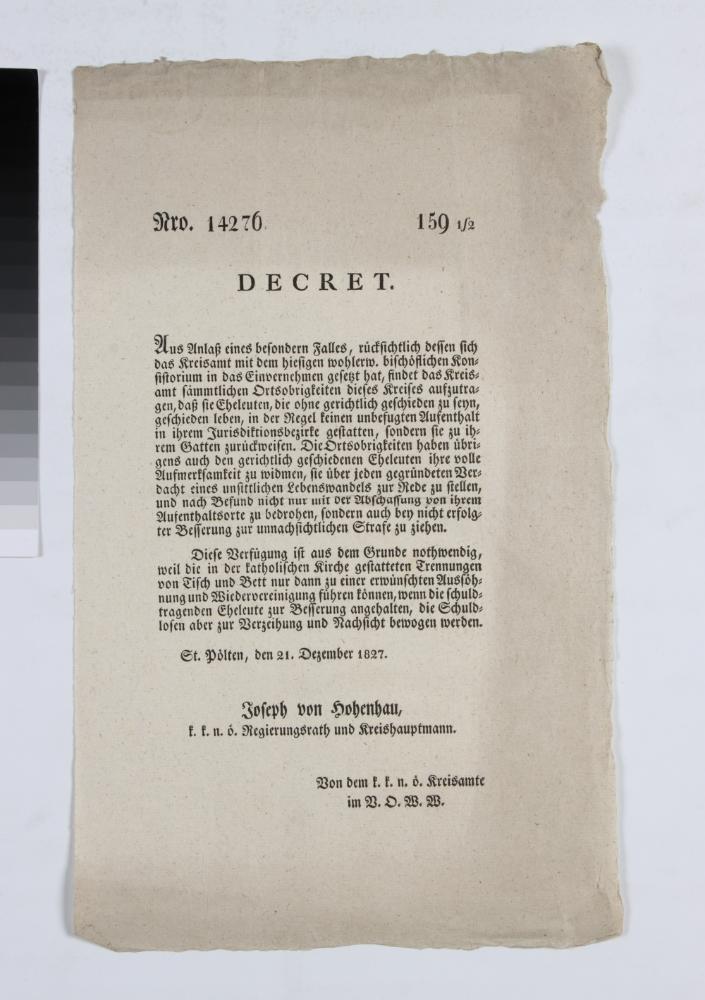 Nro. 14276. 159 1/2
DECRET.
Aus Anlaß eines besondern Falles, rücksichtlich dessen sich
das Kreisamt mit dem hiesigen wohlerw. bischöflichen Kon-
sistorium in das Einvernehmen gesetzt hat, findet das Kreis-
amt sämmtlichen Ortsobrigkeiten dieses Kreises aufzutra-
gen, daß sie Eheleuten, die ohne gerichtlich geschieden zu seyn,
geschieden leben, in der Regel keinen unbefugten Aufenthalt
in ihrem Jurisdiktionsbezirke gestatten, sondern sie zu ih-
rem Gatten zurückweisen. Die Ortsobrigkeiten haben übri-
gens auch den gerichtlich geschiedenen Eheleuten ihre volle
Aufmerksamkeit zu widmen, sie über jeden gegründeten Ver-
dacht eines unsittlichen Lebenswandels zur Rede zu stellen,
und nach Befund nicht nur mit der Abschaffung von ihrem
Aufenthaltsorte zu bedrohen, sondern auch bey nicht erfolg-
ter Besserung zur unnachsichtlichen Strafe zu ziehen.
Diese Verfügung ist aus dem Grunde nothwendig,
weil die in der katholischen Kirche gestatteten Trennungen
von Tisch und Bett nur dann zu einer erwünschten Aussöh-
nung und Wiedervereinigung führen können, wenn die schuld-
tragenden Eheleute zur Besserung angehalten, die Schuld-
losen aber zur Verzeihung und Nachsicht bewogen werden.
St. Pölten, den 21. Dezember 1827.
Joseph von Hohenhau,
k. k. n. ö. Regierungsrath und Kreishauptmann.
Von dem k. k. n. ö. Kreisamte
im V. O. W. W.